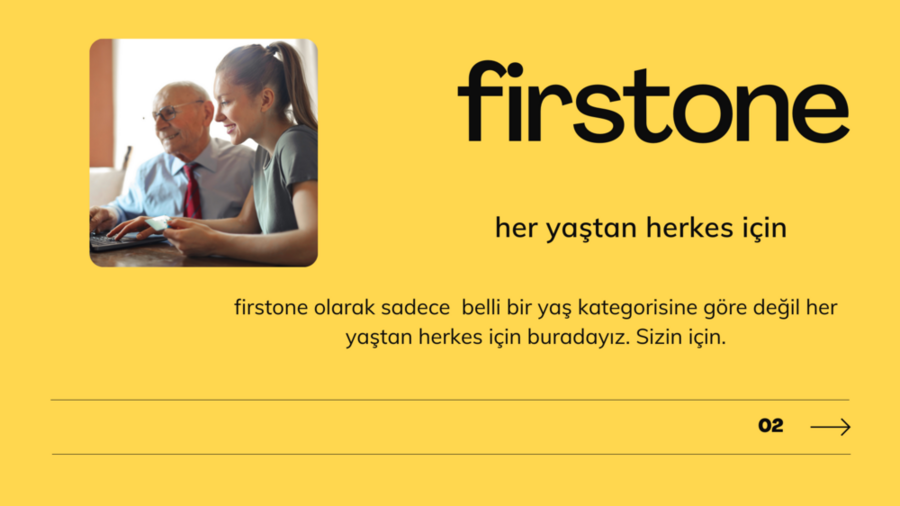 firstone
her yaştan herkes için
firstone olarak sadece  belli bir yaş kategorisine göre değil her
yaştan herkes için buradayız. Sizin için.
02